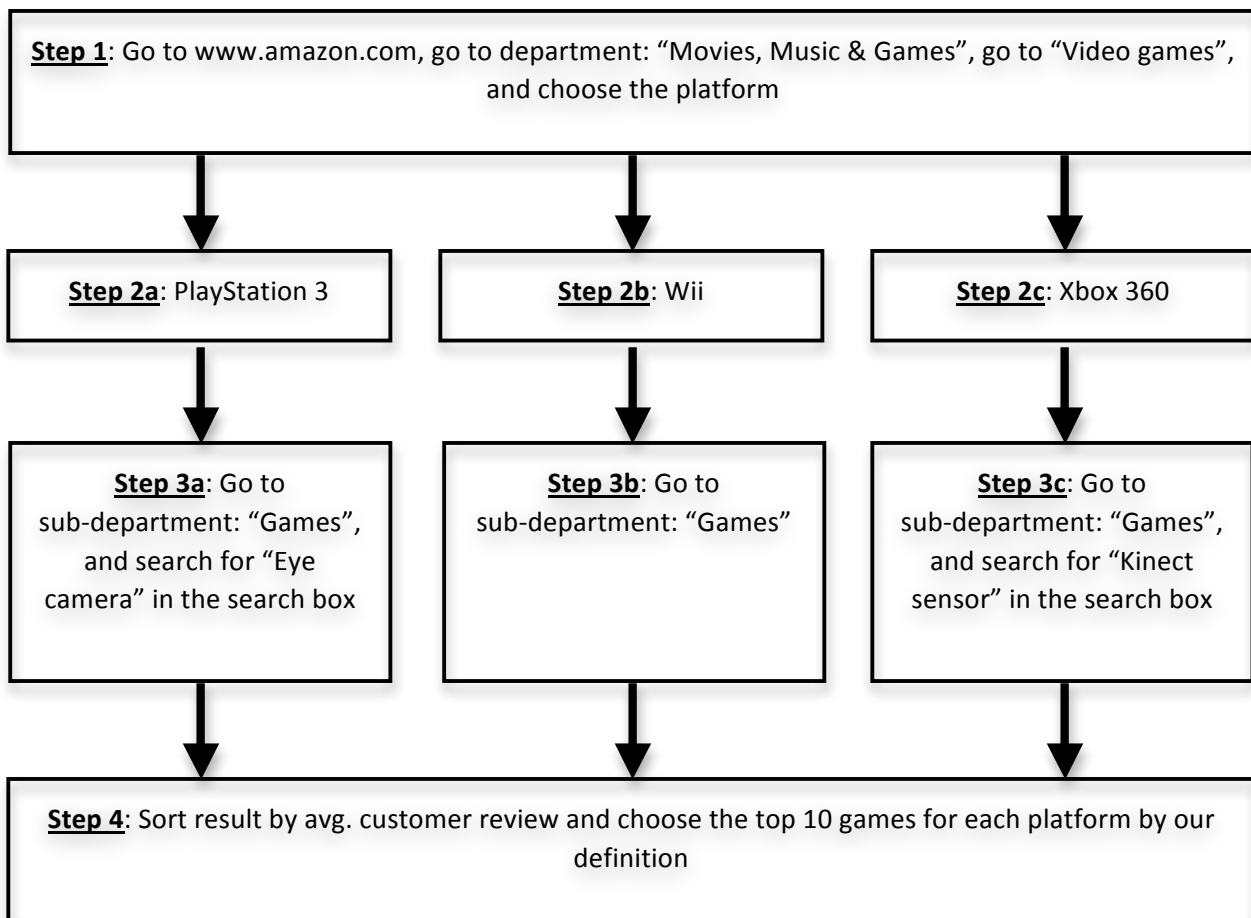 Step 1: Go to www.amazon.com, go to department: “Movies, Music & Games”, go to “Video games”,
and choose the platform
Step 2a: PlayStation 3
Step 2b: Wii
Step 2c: Xbox 360
Step 3a: Go to
sub-department: “Games”,
and search for “Eye
camera” in the search box
Step 3b: Go to
sub-department: “Games”
Step 3c: Go to
sub-department: “Games”,
and search for “Kinect
sensor” in the search box
Step 4: Sort result by avg. customer review and choose the top 10 games for each platform by our
definition